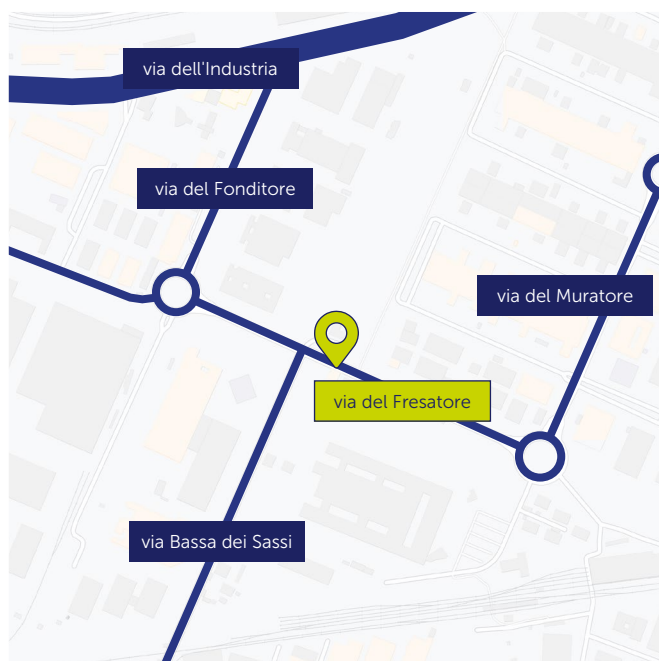 via dell'Industria
via del Fonditore
via del Muratore
via del Fresatore
via Bassa dei Sassi